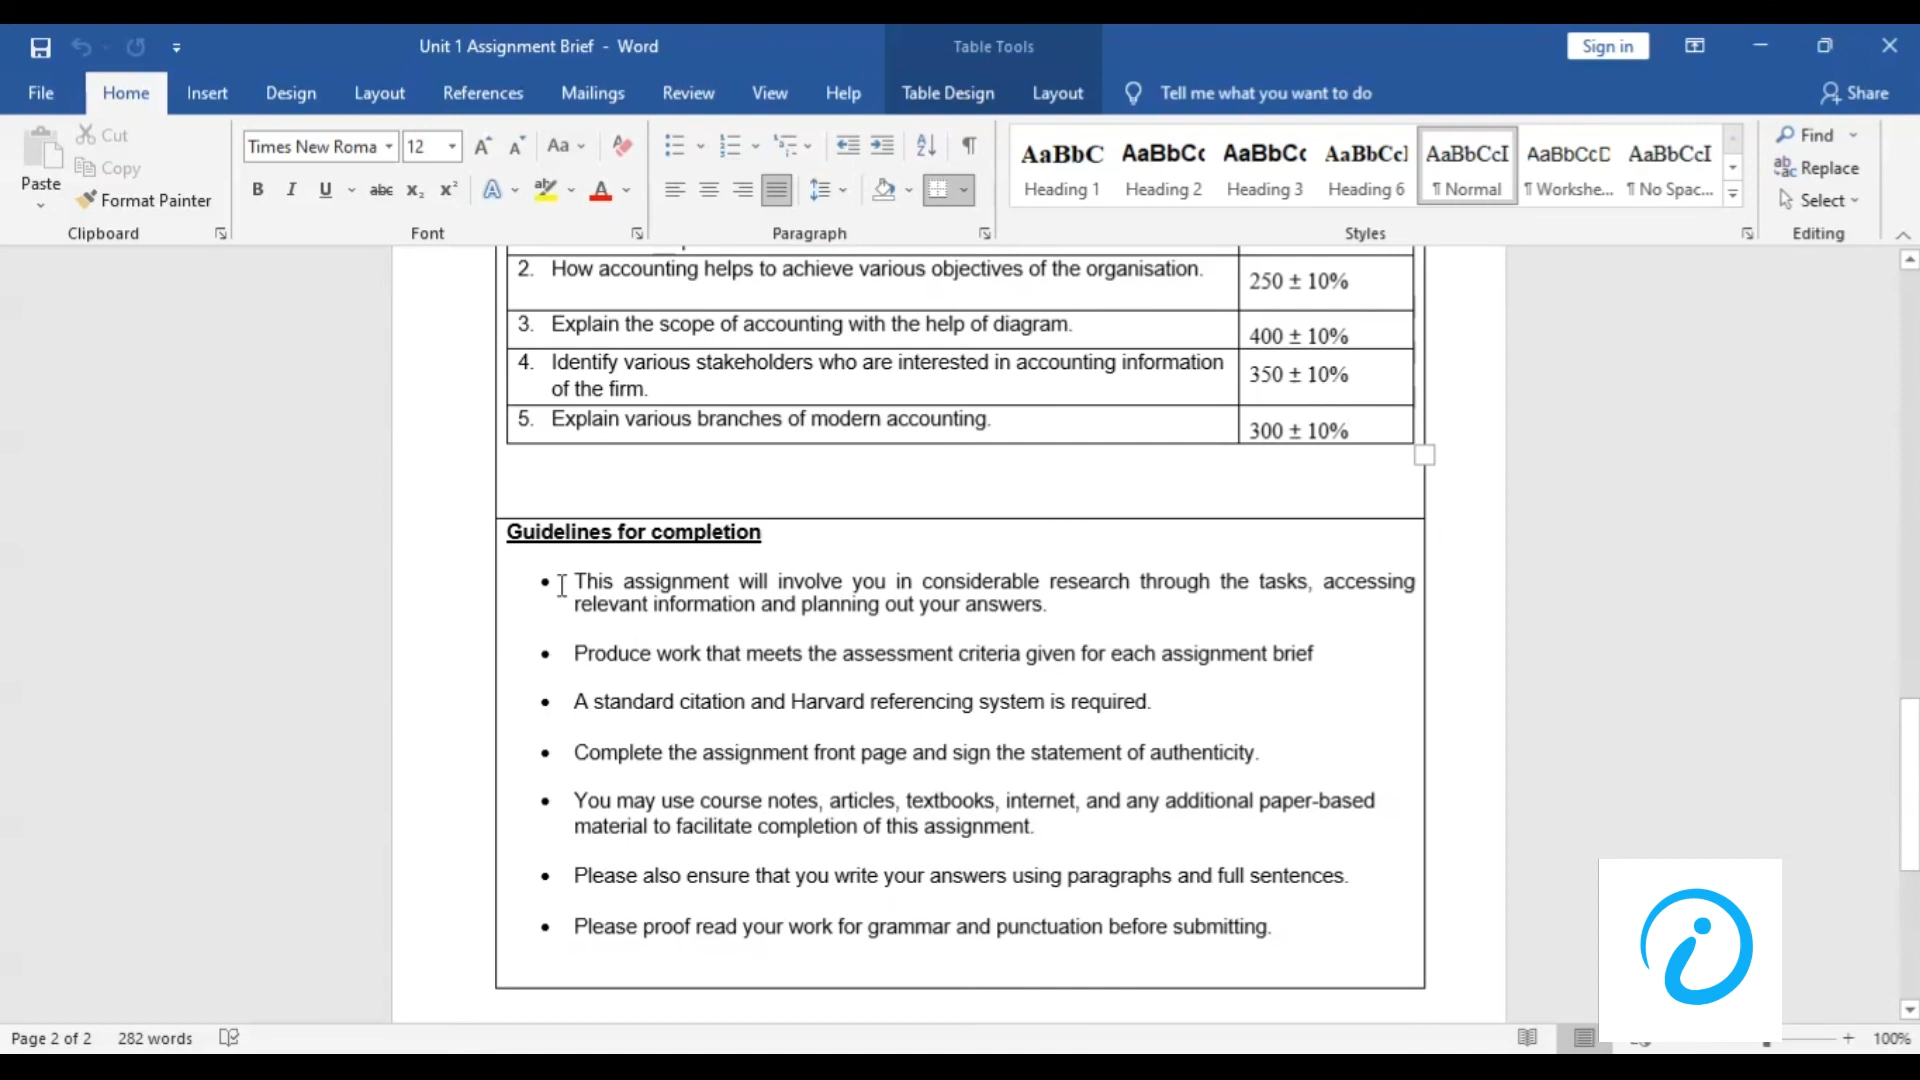 Unit 1 Assignment Brief - Word
Table Tools
Sign in
File
Home
Insert
Design
Layout
References
Mailings
Review
View
Help
Table Design
Layout
Tell me what you want to do
Share
Paste
Cut
Copy
Format Painter
Clipboard
Times New Roma
12
Font
Paragraph
AaBbC
Heading 1
AaBbCc
Heading 2
AaBbCc
Heading 3
AaBbCcI
Heading 6
AaBbCcI
¶ Normal
AaBbCcD
¶ Workshe...
AaBbCcI
¶ No Spac...
Styles
Find
Replace
Select
Editing
2. How accounting helps to achieve various objectives of the organisation.
250 ± 10%
3. Explain the scope of accounting with the help of diagram.
400 ± 10%
4. Identify various stakeholders who are interested in accounting information
of the firm.
350 ± 10%
5. Explain various branches of modern accounting.
300 ± 10%
Guidelines for completion
• This assignment will involve you in considerable research through the tasks, accessing
relevant information and planning out your answers.
• Produce work that meets the assessment criteria given for each assignment brief
• A standard citation and Harvard referencing system is required.
• Complete the assignment front page and sign the statement of authenticity.
• You may use course notes, articles, textbooks, internet, and any additional paper-based
material to facilitate completion of this assignment.
• Please also ensure that you write your answers using paragraphs and full sentences.
• Please proof read your work for grammar and punctuation before submitting.
Page 2 of 2
282 words
100%